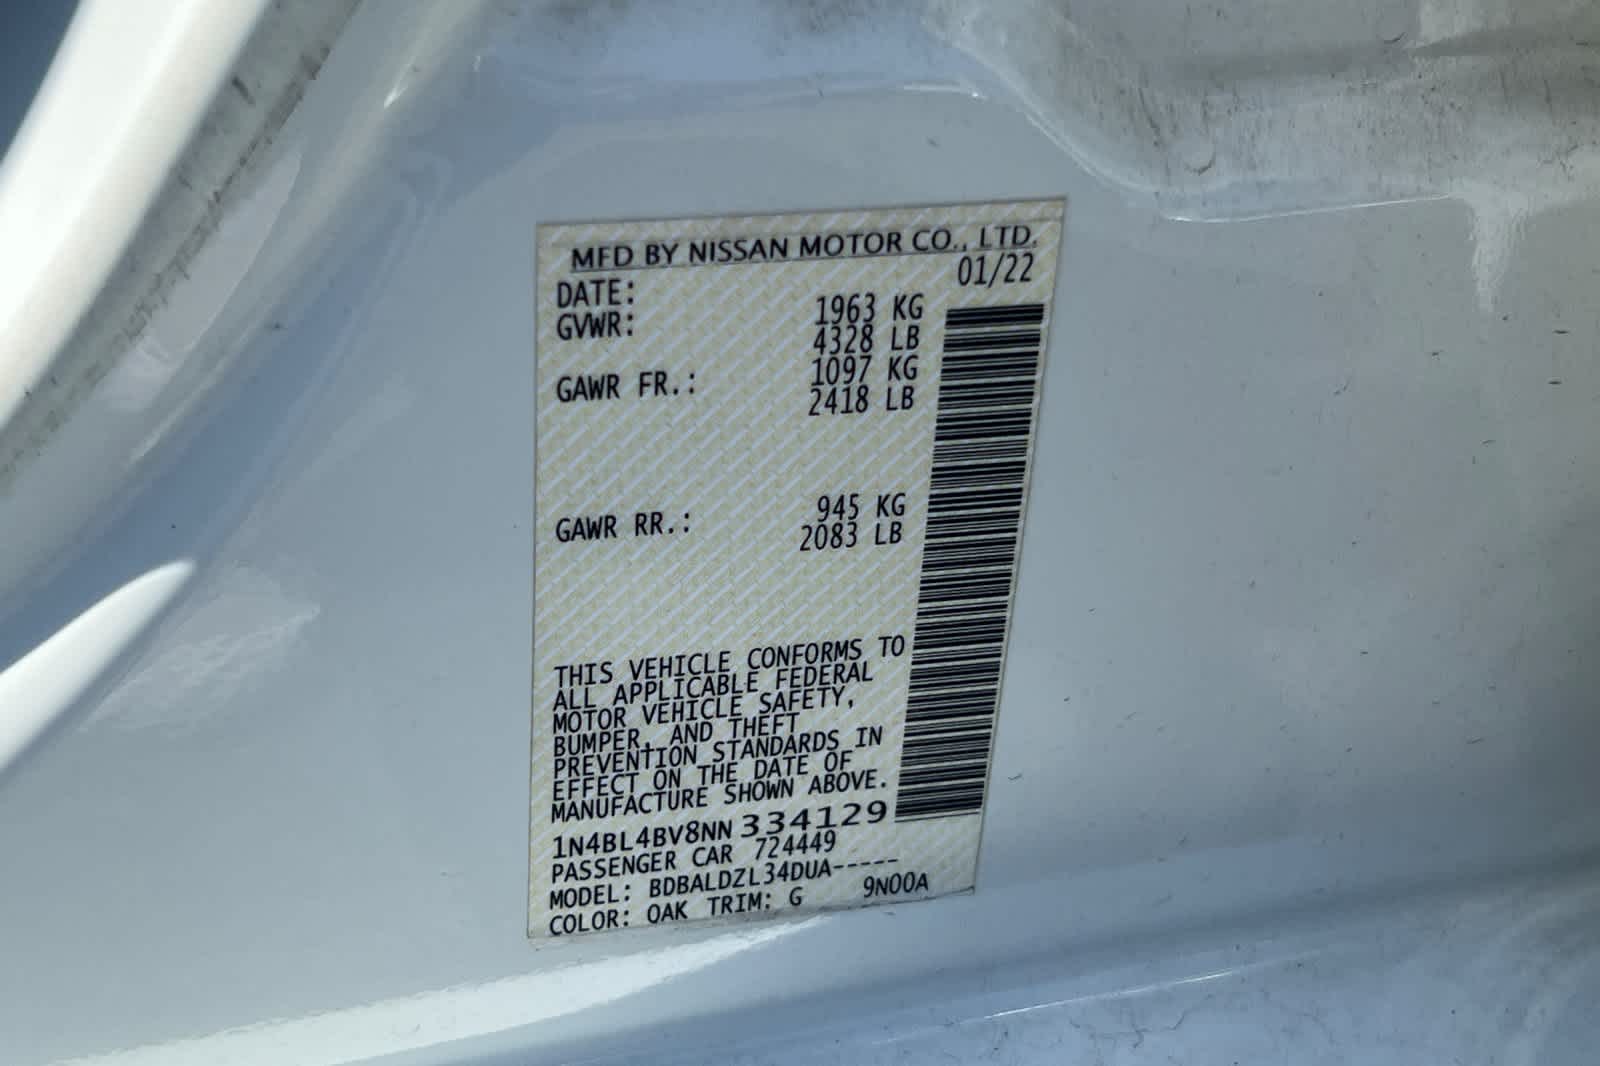 MFD BY NISSAN MOTOR CO., LTD.
DATE: 01/22
GVWR: 1963 KG
4328 LB
GAWR FR.: 1097 KG
2418 LB
GAWR RR.: 945 KG
2083 LB
THIS VEHICLE CONFORMS TO
ALL APPLICABLE FEDERAL
MOTOR VEHICLE SAFETY,
BUMPER, AND THEFT
PREVENTION STANDARDS IN
EFFECT ON THE DATE OF
MANUFACTURE SHOWN ABOVE.
1N4BL4BV8NN334129
PASSENGER CAR 724449
MODEL: BDBALDZL34DUA-----
COLOR: QAK TRIM: G 9N00A